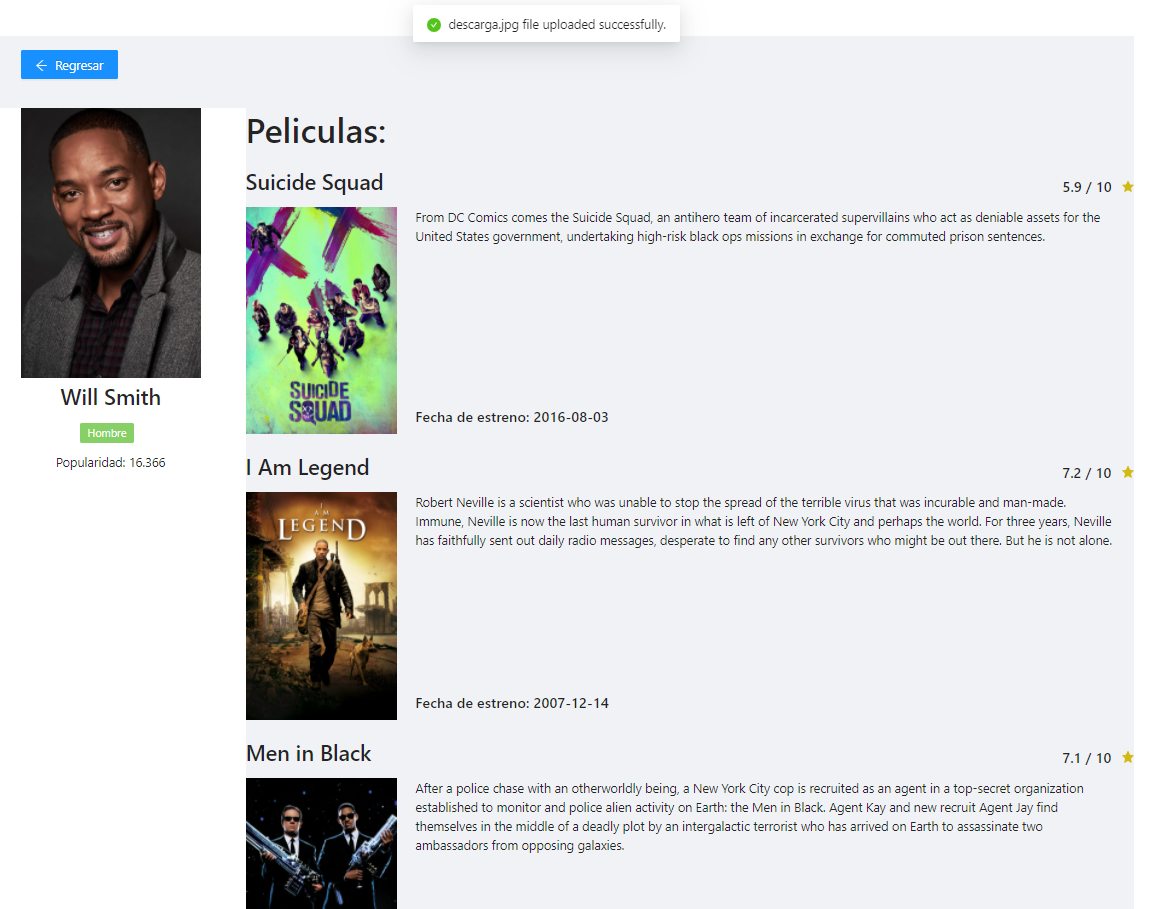 descarga.jpg file uploaded successfully.
Regresar
Peliculas:
Suicide Squad
5.9 / 10
From DC Comics comes the Suicide Squad, an antihero team of incarcerated supervillains who act as deniable assets for the
United States government, undertaking high-risk black ops missions in exchange for commuted prison sentences.
SUICIDE
SQUAD
Fecha de estreno: 2016-08-03
Will Smith
Hombre
Popularidad: 16.366
I Am Legend
7.2 / 10
I
AM
LEGEND
Robert Neville is a scientist who was unable to stop the spread of the terrible virus that was incurable and man-made.
Immune, Neville is now the last human survivor in what is left of New York City and perhaps the world. For three years, Neville
has faithfully sent out daily radio messages, desperate to find any other survivors who might be out there. But he is not alone.
Fecha de estreno: 2007-12-14
Men in Black
7.1 / 10
After a police chase with an otherworldly being, a New York City cop is recruited as an agent in a top-secret organization
established to monitor and police alien activity on Earth: the Men in Black. Agent Kay and new recruit Agent Jay find
themselves in the middle of a deadly plot by an intergalactic terrorist who has arrived on Earth to assassinate two
ambassadors from opposing galaxies.